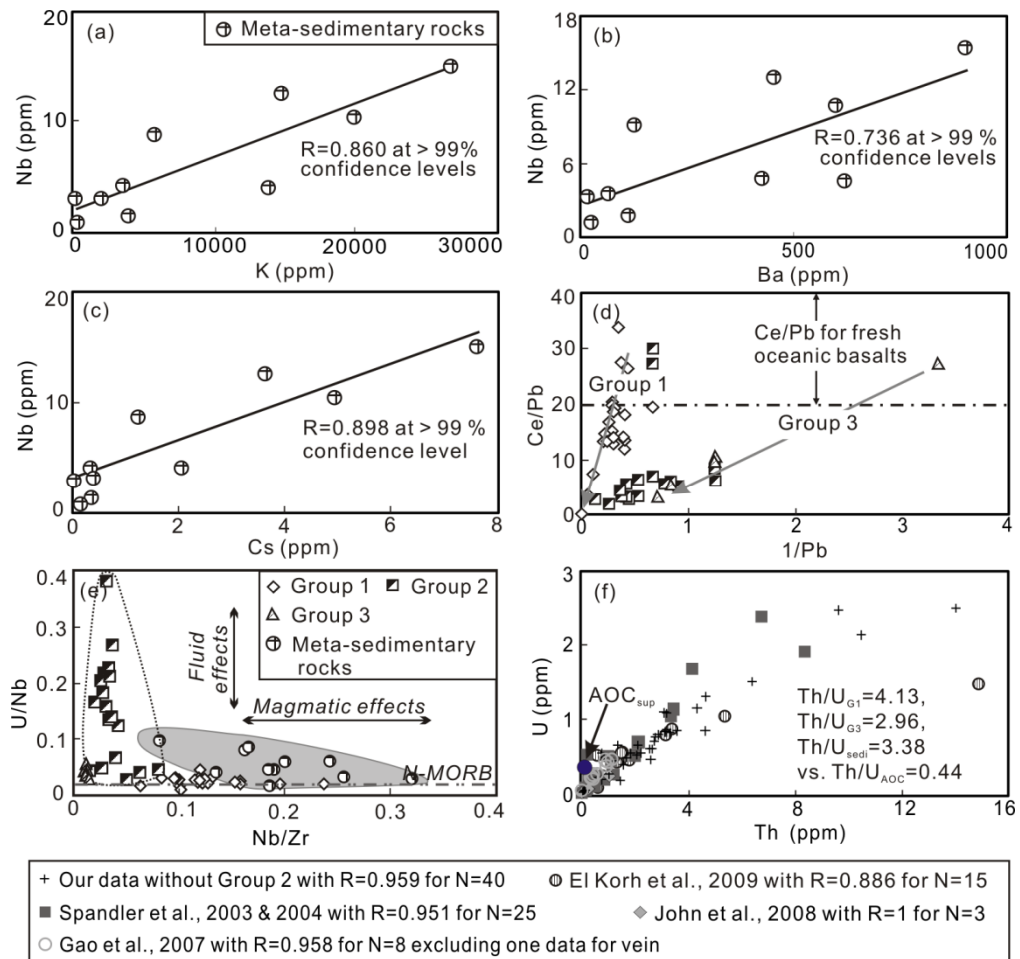 (a)
Meta-sedimentary rocks
20
10
0
Nb (ppm)
R=0.860 at > 99%
confidence levels
0 10000 20000 30000
K (ppm)
(b)
18
12
6
0
Nb (ppm)
R=0.736 at > 99 %
confidence levels
500 1000
Ba (ppm)
(c)
20
10
0
Nb (ppm)
R=0.898 at > 99 %
confidence level
0 2 4 6 8
Cs (ppm)
(d)
40
30
20
10
0
Ce/Pb
Ce/Pb for fresh
oceanic basalts
Group 1
Group 3
0 1 2 3 4
1/Pb
(e)
0.4
0.3
0.2
0.1
0
U/Nb
Group 1 Group 2
Group 3
Meta-sedimentary
rocks
Fluid
effects
Magmatic effects
N-MORB
0 0.1 0.2 0.3 0.4
Nb/Zr
(f)
3
2
1
0
U (ppm)
AOCsup
Th/UG1=4.13,
Th/UG3=2.96,
Th/Usedi=3.38
vs. Th/UAOC=0.44
0 4 8 12 16
Th (ppm)
+ Our data without Group 2 with R=0.959 for N=40
El Korh et al., 2009 with R=0.886 for N=15
Spandler et al., 2003 & 2004 with R=0.951 for N=25
John et al., 2008 with R=1 for N=3
Gao et al., 2007 with R=0.958 for N=8 excluding one data for vein